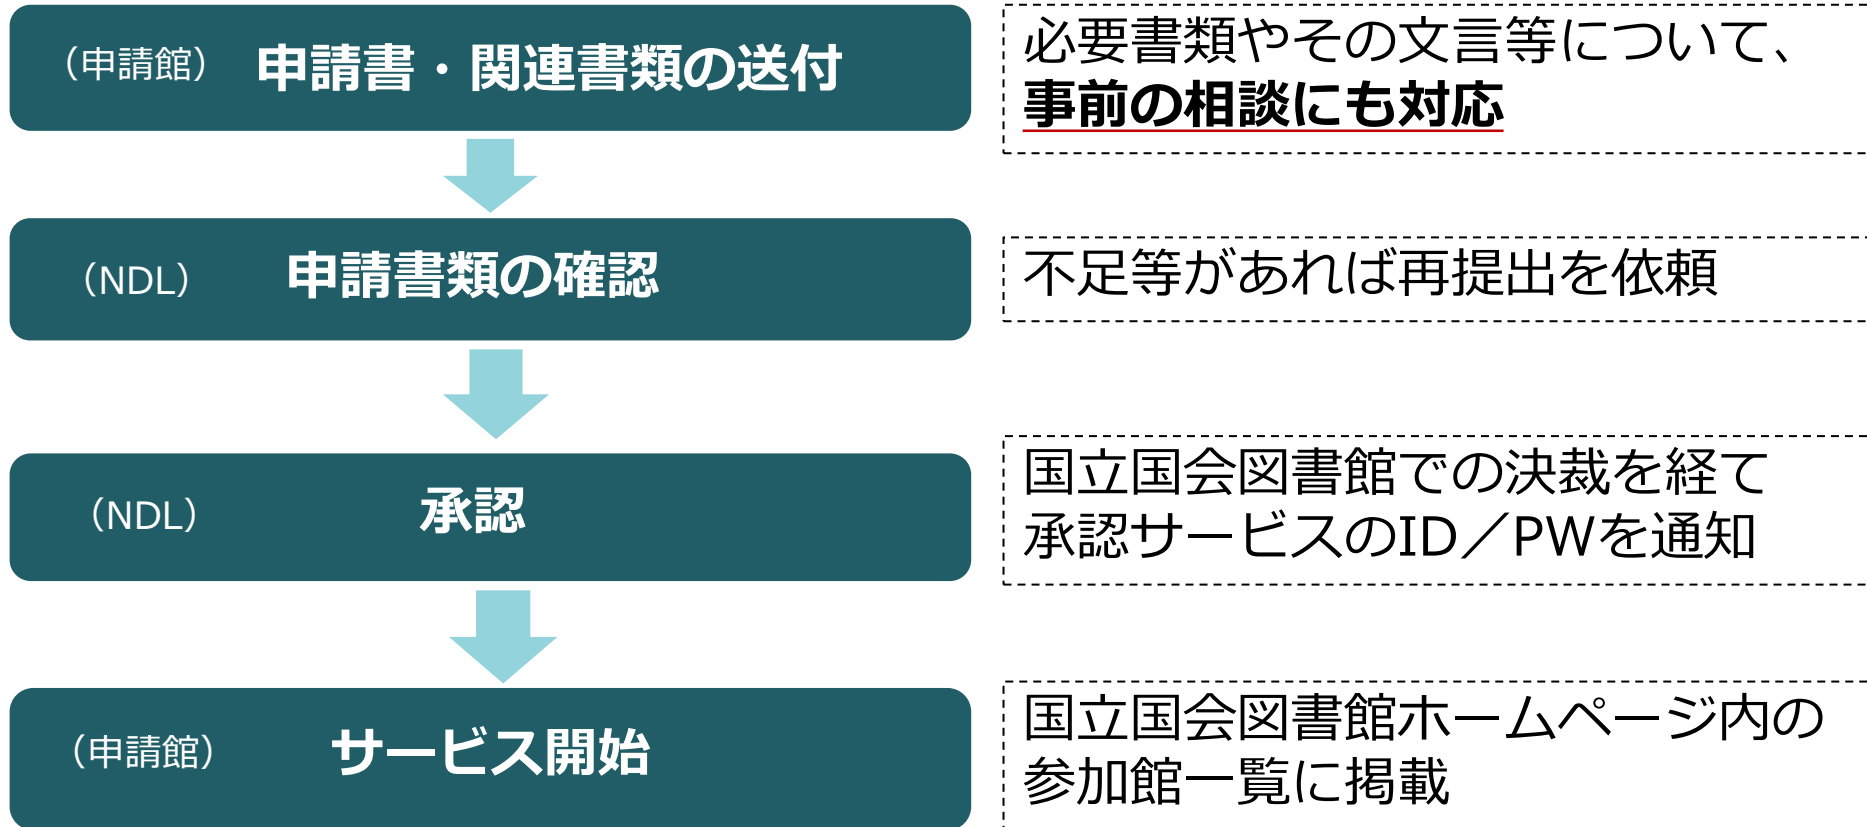 （申請館） 申請書・関連書類の送付
必要書類やその文言等について、
事前の相談にも対応
（NDL） 申請書類の確認
不足等があれば再提出を依頼
（NDL） 承認
国立国会図書館での決裁を経て
承認サービスのID／PWを通知
（申請館） サービス開始
国立国会図書館ホームページ内の
参加館一覧に掲載